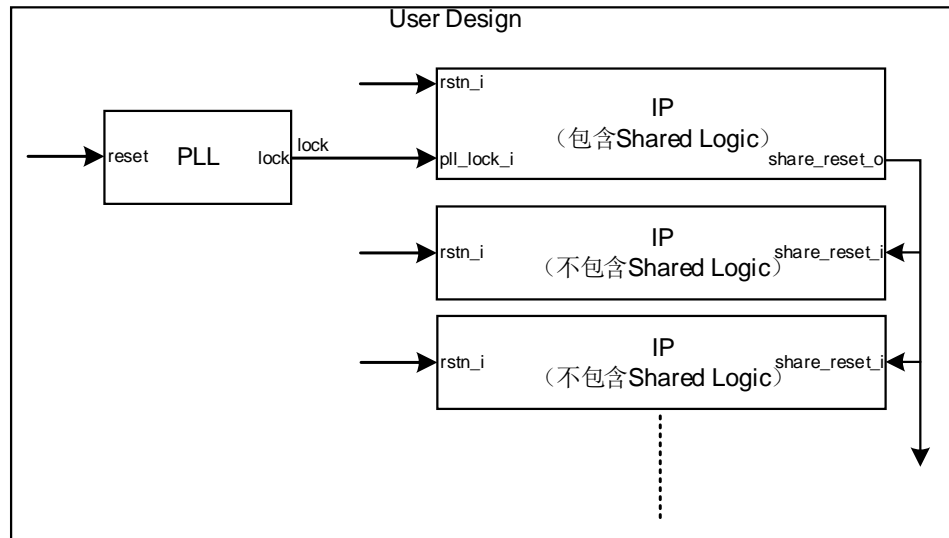 User Design
rstn_i
IP
（包含Shared Logic）
reset
PLL
lock
lock
pll_lock_i
share_reset_o
rstn_i
IP
（不包含Shared Logic）
share_reset_i
rstn_i
IP
（不包含Shared Logic）
share_reset_i